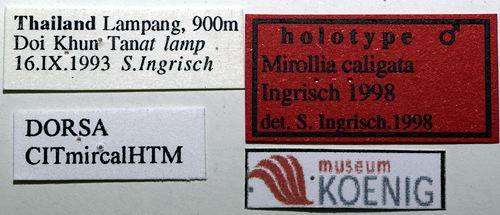 Thailand Lampang, 900m
Doi Khun Tanat lamp
16.IX.1993 S.Ingrisch
holotype ♂
Mirollia caligata
Ingrisch 1998
det. S. Ingrisch.1998
DORSA
CITmircalHTM
museum
KOENIG